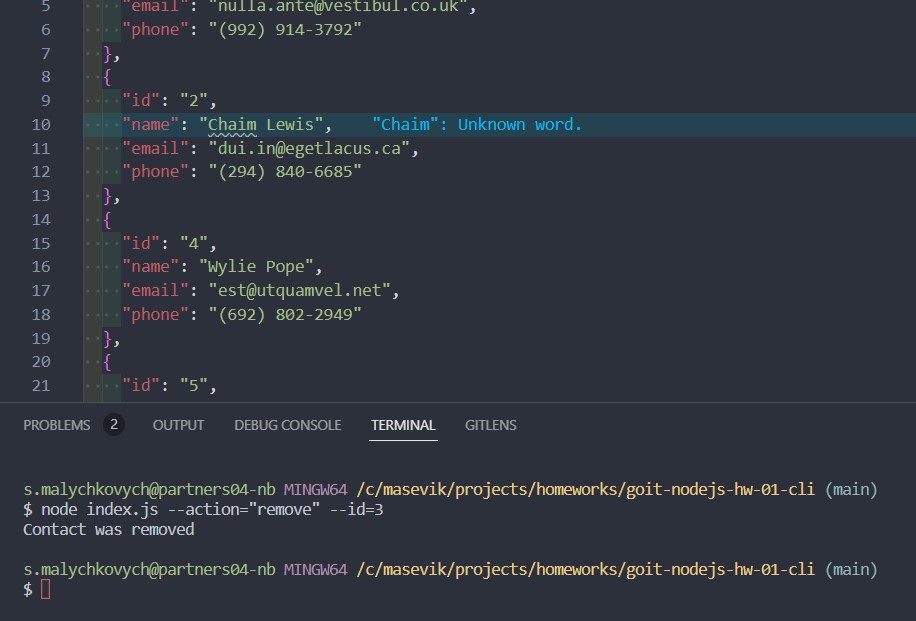 5 "email": "nulla.ante@vestibul.co.uk",
6 "phone": "(992) 914-3792"
7 },
8 {
9 "id": "2",
10 "name": "Chaim Lewis", "Chaim": Unknown word.
11 "email": "dui.in@egetlacus.ca",
12 "phone": "(294) 840-6685"
13 },
14 {
15 "id": "4",
16 "name": "Wylie Pope",
17 "email": "est@utquamvel.net",
18 "phone": "(692) 802-2949"
19 },
20 {
21 "id": "5",
PROBLEMS 2 OUTPUT DEBUG CONSOLE TERMINAL GITLENS
s.malychkovych@partners04-nb MINGW64 /c/masevik/projects/homeworks/goit-nodejs-hw-01-cli (main)
$ node index.js --action="remove" --id=3
Contact was removed
s.malychkovych@partners04-nb MINGW64 /c/masevik/projects/homeworks/goit-nodejs-hw-01-cli (main)
$